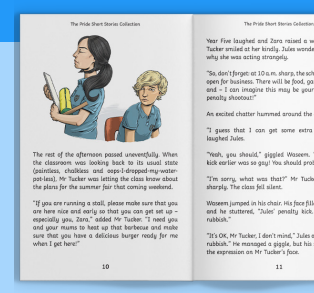 The Pride Short Stories Collection
The rest of the afternoon passed uneventfully. When
the classroom was looking back to its usual state
(paintless, chalkless and oops-I-dropped-my-water-
pot-less), Mr Tucker was letting the class know about
the plans for the summer fair that coming weekend.
"If you are running a stall, please make sure that you
are here nice and early so that you can get set up –
especially you, Zara," added Mr Tucker. "I need you
and your mums to heat up that barbecue and make
sure that you have a delicious burger ready for me
when I get here!"
10
The Pride Short Stories Collection
Year Five laughed and Zara raised a
Tucker smiled at her kindly. Jules wonde
why she was acting strangely.
"So, don't forget: at 10 a.m. sharp, the sch
open for business. There will be food, ga
and – I can imagine this may be your
penalty shootout!"
An excited chatter hummed around the
"I guess that I can get some extra
laughed Jules.
"Yeah, you should," giggled Waseem.
kick earlier was so gay! You should prob
"I'm sorry, what was that?" Mr Tucke
sharply. The class fell silent.
Waseem jumped in his chair. His face fille
and he stuttered, "Jules' penalty kick.
rubbish."
"It's OK, Mr Tucker, I don't mind," Jules a
rubbish." He managed a giggle, but his
the expression on Mr Tucker's face.
11